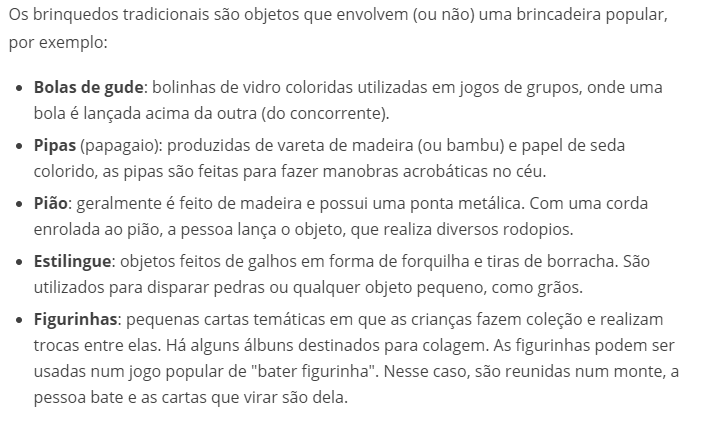 Os brinquedos tradicionais são objetos que envolvem (ou não) uma brincadeira popular,
por exemplo:
• Bolas de gude: bolinhas de vidro coloridas utilizadas em jogos de grupos, onde uma
bola é lançada acima da outra (do concorrente).
• Pipas (papagaio): produzidas de vareta de madeira (ou bambu) e papel de seda
colorido, as pipas são feitas para fazer manobras acrobáticas no céu.
• Pião: geralmente é feito de madeira e possui uma ponta metálica. Com uma corda
enrolada ao pião, a pessoa lança o objeto, que realiza diversos rodopios.
• Estilingue: objetos feitos de galhos em forma de forquilha e tiras de borracha. São
utilizados para disparar pedras ou qualquer objeto pequeno, como grãos.
• Figurinhas: pequenas cartas temáticas em que as crianças fazem coleção e realizam
trocas entre elas. Há alguns álbuns destinados para colagem. As figurinhas podem ser
usadas num jogo popular de "bater figurinha". Nesse caso, são reunidas num monte, a
pessoa bate e as cartas que virar são dela.